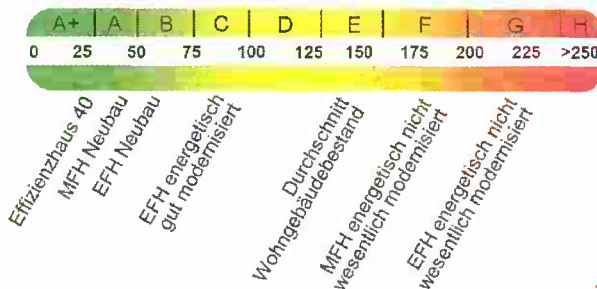 A+ A B C D E F G H
0 25 50 75 100 125 150 175 200 225 >250
Effizienzhaus 40
MFH Neubau
EFH Neubau
EFH energetisch
gut modernisiert
Durchschnitt
Wohngebäudebestand
MFH energetisch nicht
wesentlich modernisiert
EFH energetisch nicht
wesentlich modernisiert